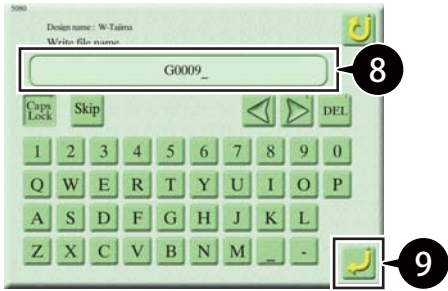 5080
Design name : W-Tajima
Write file name
G0009_
8
Caps Lock Skip DEL
1 2 3 4 5 6 7 8 9 0
Q W E R T Y U I O P
A S D F G H J K L
Z X C V B N M _ -
9